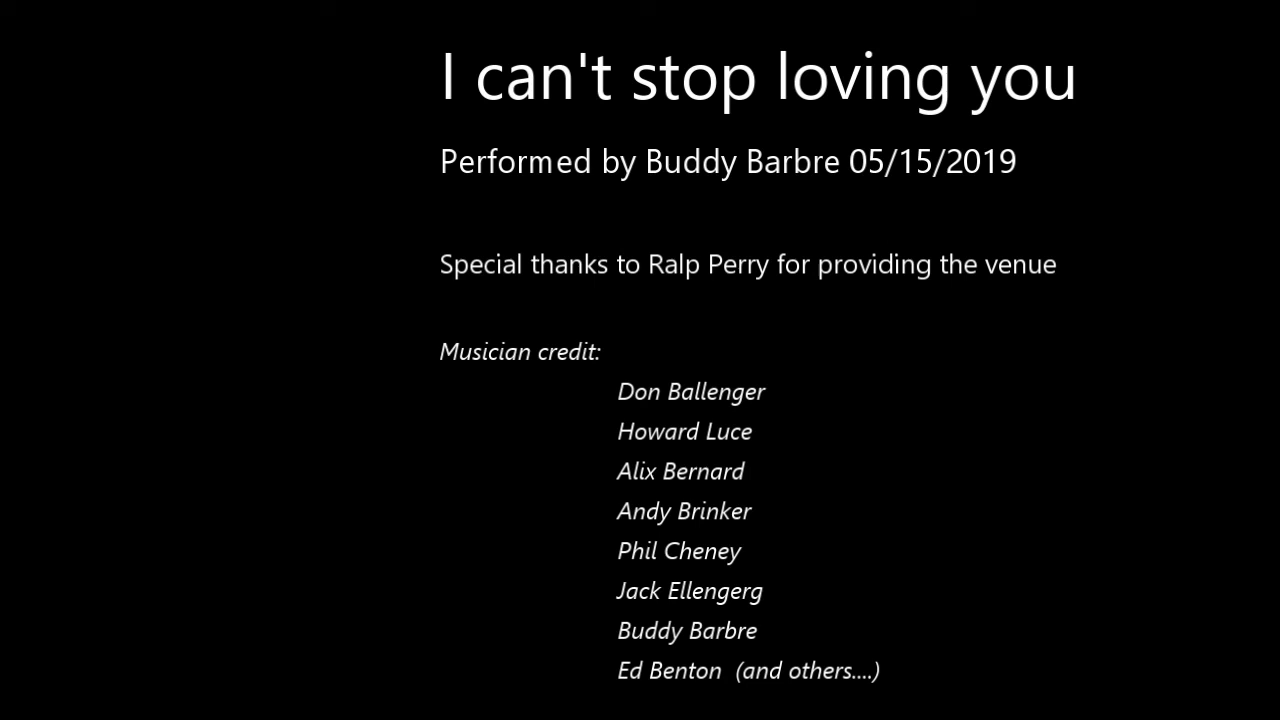 I can't stop loving you
Performed by Buddy Barbre 05/15/2019
Special thanks to Ralp Perry for providing the venue
Musician credit:
Don Ballenger
Howard Luce
Alix Bernard
Andy Brinker
Phil Cheney
Jack Ellengerg
Buddy Barbre
Ed Benton  (and others....)